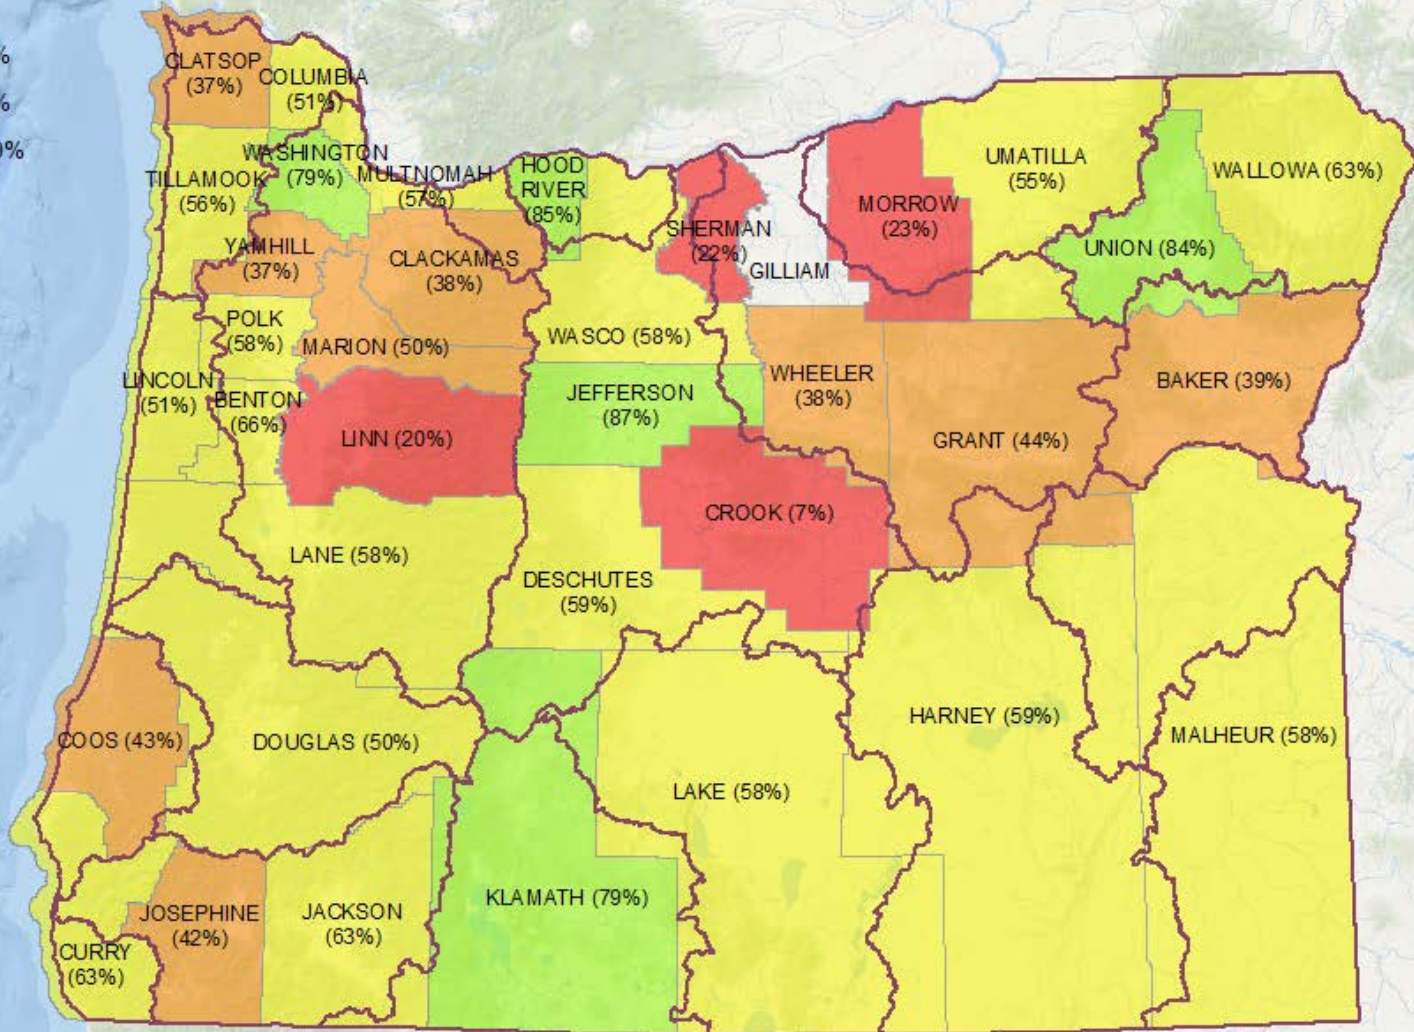 %
%
0%
CLATSOP
(37%)
COLUMBIA
(51%)
WASHINGTON
(79%)
MULTNOMAH
(57%)
TILLAMOOK
(56%)
HOOD
RIVER
(85%)
SHERMAN
(22%)
GILLIAM
MORROW
(23%)
UMATILLA
55%)
WALLOWA (63%)
UNION (84%)
YAMHILL
(37%)
CLACKAMAS
(38%)
POLK
(58%)
MARION (50%)
WASCO (58%)
LINCOLN
(51%)
BENTON
(66%)
LINN (20%)
JEFFERSON
(87%)
WHEELER
(38%)
GRANT (44%)
BAKER (39%)
CROOK (7%)
LANE (58%)
DESCHUTES
(59%)
COOS (43%)
DOUGLAS (50%)
HARNEY (59%)
MALHEUR (58%)
LAKE (58%)
KLAMATH (79%)
JOSEPHINE
(42%)
JACKSON
(63%)
CURRY
(63%)